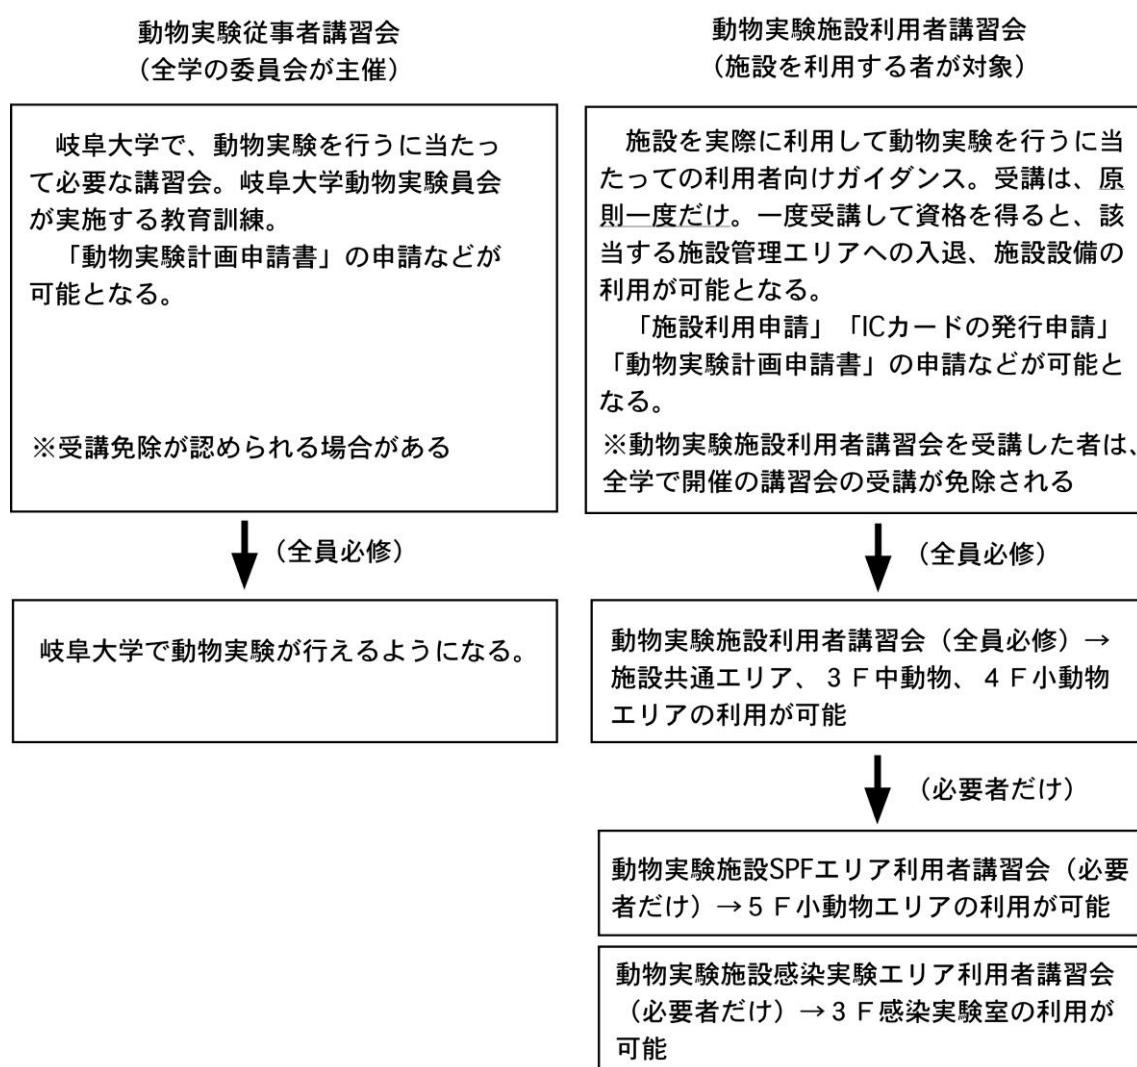 動物実験従事者講習会
（全学の委員会が主催）
岐阜大学で、動物実験を行うに当たっ
て必要な講習会。岐阜大学動物実験員会
が実施する教育訓練。
「動物実験計画申請書」の申請などが
可能となる。
※受講免除が認められる場合がある
（全員必修）
岐阜大学で動物実験が行えるようになる。
動物実験施設利用者講習会
（施設を利用する者が対象）
施設を実際に利用して動物実験を行うに当
たっての利用者向けガイダンス。受講は、原
則一度だけ。一度受講して資格を得ると、該
当する施設管理エリアへの入退、施設設備の
利用が可能となる。
「施設利用申請」「ICカードの発行申請」
「動物実験計画申請書」の申請などが可能と
なる。
※動物実験施設利用者講習会を受講した者は、
全学で開催の講習会の受講が免除される
（全員必修）
動物実験施設利用者講習会（全員必修）→
施設共通エリア、３Ｆ中動物、４Ｆ小動物
エリアの利用が可能
（必要者だけ）
動物実験施設SPFエリア利用者講習会（必要
者だけ）→５Ｆ小動物エリアの利用が可能
動物実験施設感染実験エリア利用者講習会
（必要者だけ）→３Ｆ感染実験室の利用が
可能